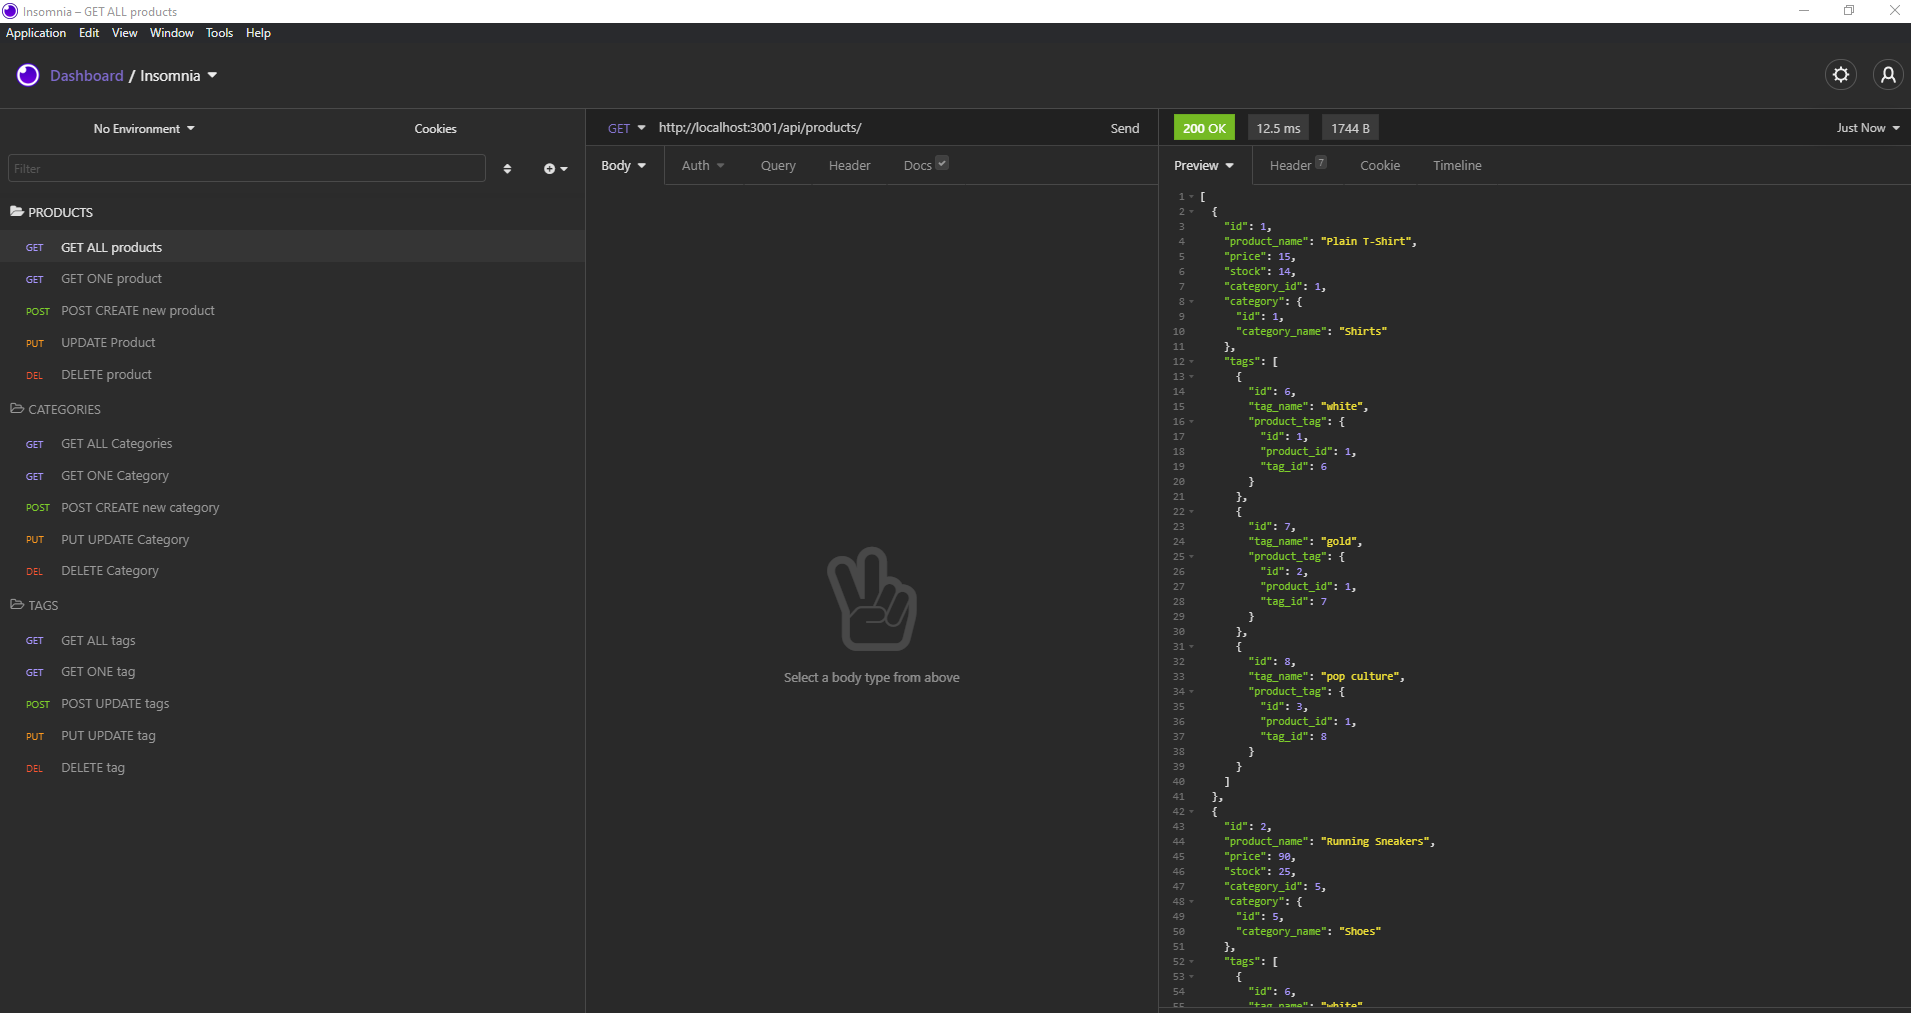 Insomnia – GET ALL products
Application Edit View Window Tools Help
Dashboard / Insomnia
No Environment Cookies
Filter
PRODUCTS
GET GET ALL products
GET GET ONE product
POST POST CREATE new product
PUT UPDATE Product
DEL DELETE product
CATEGORIES
GET GET ALL Categories
GET GET ONE Category
POST POST CREATE new category
PUT PUT UPDATE Category
DEL DELETE Category
TAGS
GET GET ALL tags
GET GET ONE tag
POST POST UPDATE tags
PUT PUT UPDATE tag
DEL DELETE tag
GET http://localhost:3001/api/products/ Send
Body Auth Query Header Docs
Select a body type from above
200 OK 12.5 ms 1744 B Just Now
Preview Header 7 Cookie Timeline
1 [
2 {
3 "id": 1,
4 "product_name": "Plain T-Shirt",
5 "price": 15,
6 "stock": 14,
7 "category_id": 1,
8 "category": {
9 "id": 1,
10 "category_name": "Shirts"
11 },
12 "tags": [
13 {
14 "id": 6,
15 "tag_name": "white",
16 "product_tag": {
17 "id": 1,
18 "product_id": 1,
19 "tag_id": 6
20 }
21 },
22 {
23 "id": 7,
24 "tag_name": "gold",
25 "product_tag": {
26 "id": 2,
27 "product_id": 1,
28 "tag_id": 7
29 }
30 },
31 {
32 "id": 8,
33 "tag_name": "pop culture",
34 "product_tag": {
35 "id": 3,
36 "product_id": 1,
37 "tag_id": 8
38 }
39 }
40 ]
41 },
42 {
43 "id": 2,
44 "product_name": "Running Sneakers",
45 "price": 90,
46 "stock": 25,
47 "category_id": 5,
48 "category": {
49 "id": 5,
50 "category_name": "Shoes"
51 },
52 "tags": [
53 {
54 "id": 6,
55 "tag_name": "white"